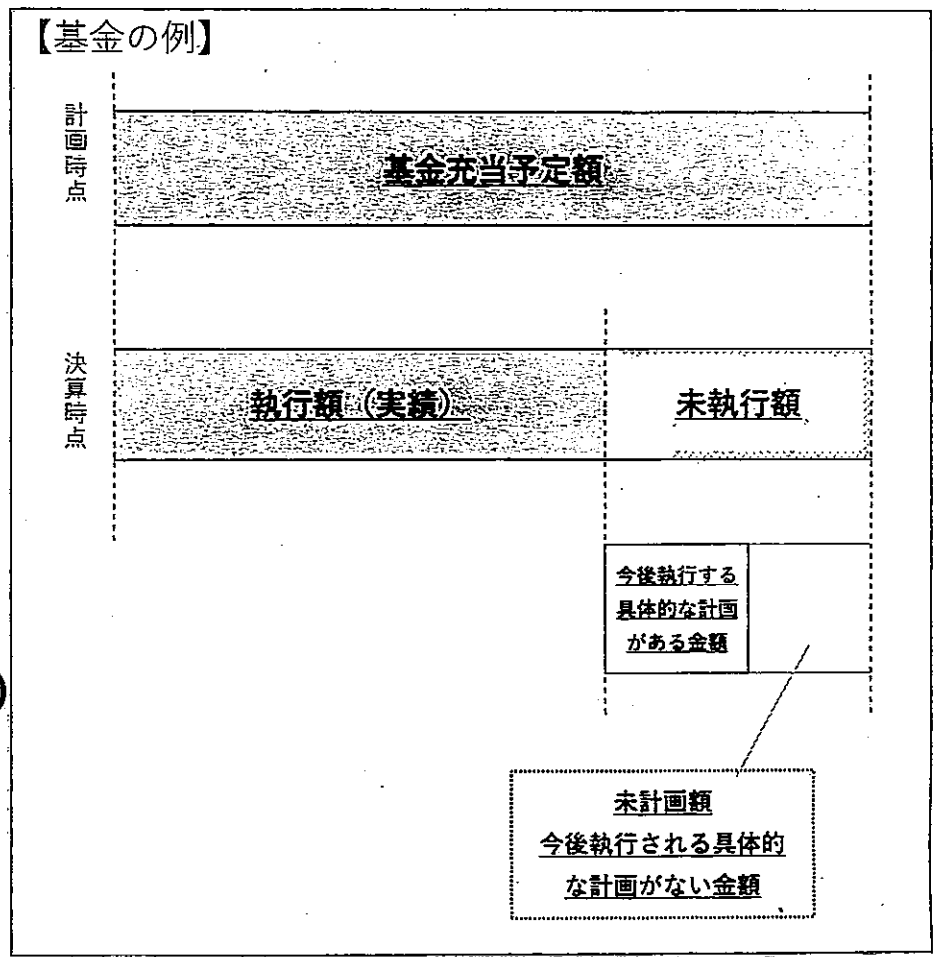 【基金の例】
計画時点
基金充当予定額
決算時点
執行額（実績）
未執行額
今後執行する
具体的な計画
がある金額
未計画額
今後執行される具体的
な計画がない金額